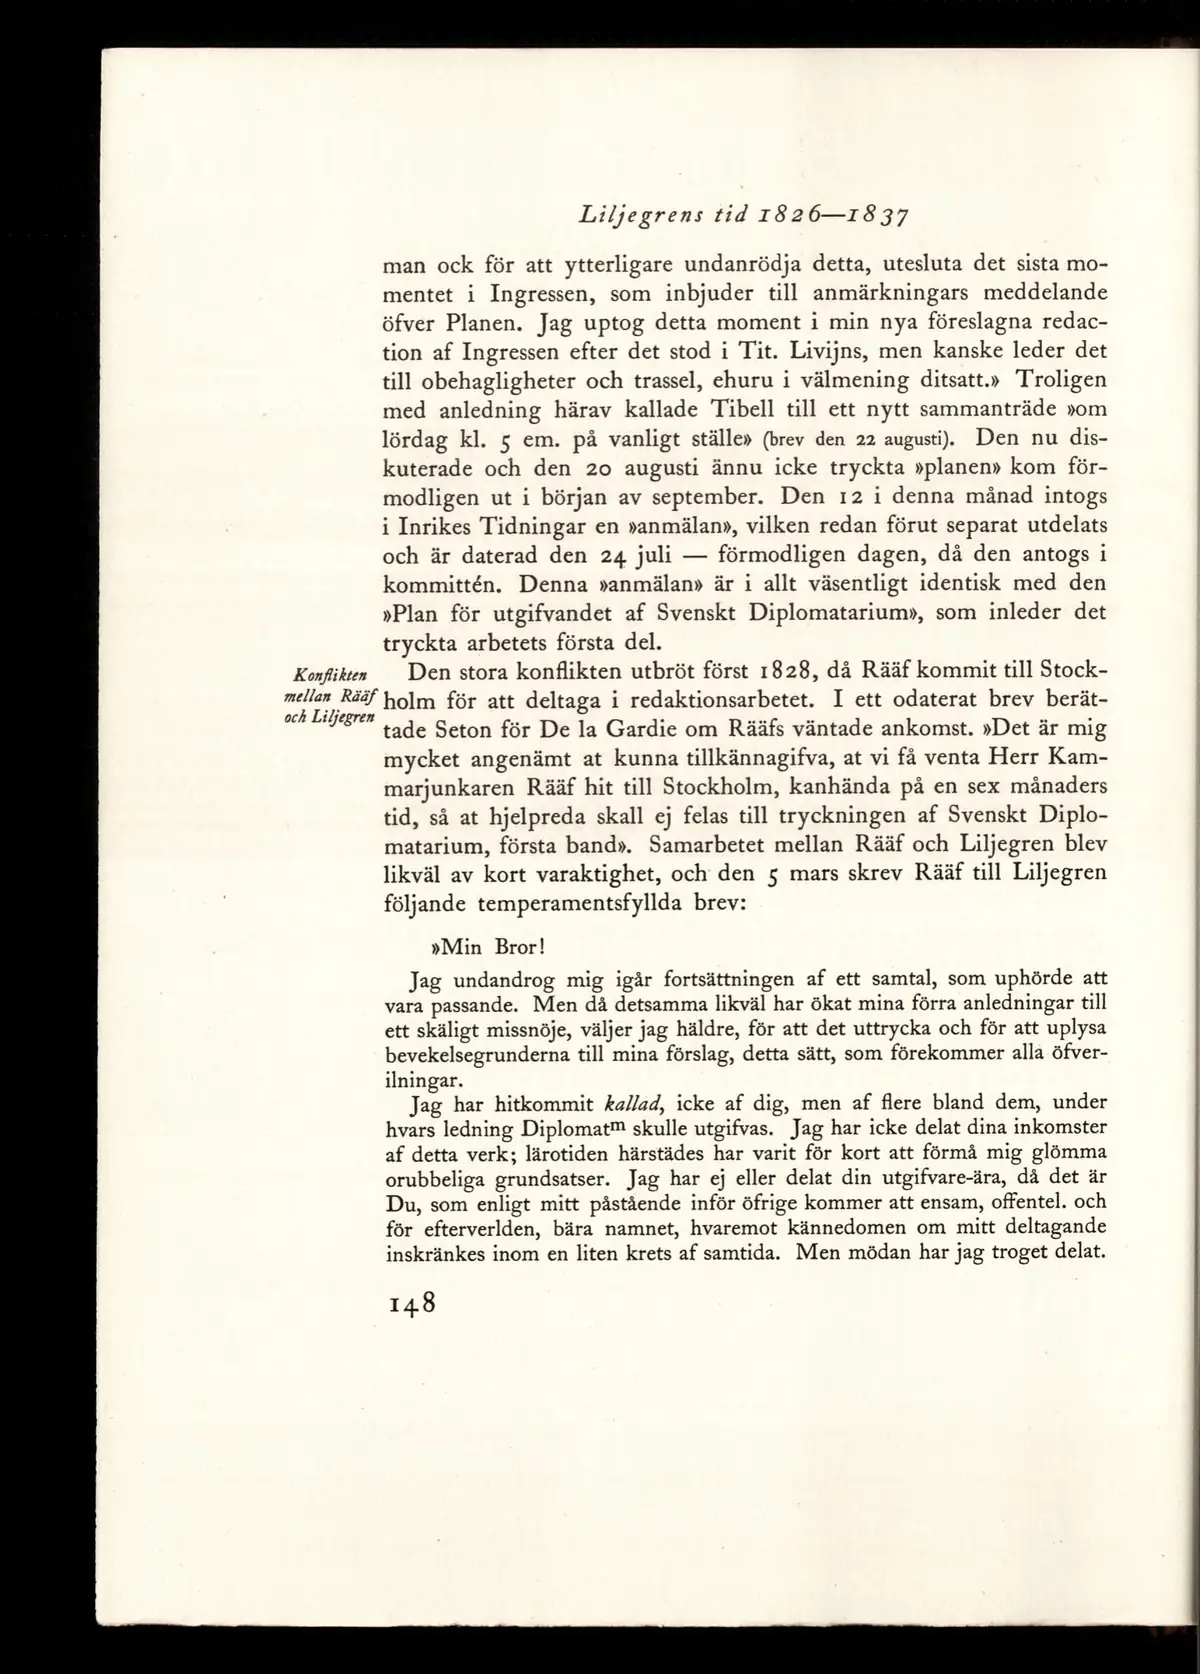 Liljegrens tid 1826—1837
man ock för att ytterligare undanrödja detta, utesluta det sista mo-
mentet i Ingressen, som inbjuder till anmärkningars meddelande
öfver Planen. Jag uptog detta moment i min nya föreslagna redac-
tion af Ingressen efter det stod i Tit. Livijns, men kanske leder det
till obehagligheter och trassel, ehuru i välmening ditsatt.» Troligen
med anledning härav kallade Tibell till ett nytt sammanträde »om
lördag kl. 5 em. på vanligt ställe» (brev den 22 augusti). Den nu dis-
kuterade och den 20 augusti ännu icke tryckta »planen» kom för-
modligen ut i början av september. Den 12 i denna månad intogs
i Inrikes Tidningar en »anmälan», vilken redan förut separat utdelats
och är daterad den 24 juli — förmodligen dagen, då den antogs i
kommittén. Denna »anmälan» är i allt väsentligt identisk med den
»Plan för utgifvandet af Svenskt Diplomatarium», som inleder det
tryckta arbetets första del.
Konflikten
mellan Rääf
och Liljegren
Den stora konflikten utbröt först 1828, då Rääf kommit till Stock-
holm för att deltaga i redaktionsarbetet. I ett odaterat brev berät-
tade Seton för De la Gardie om Rääfs väntade ankomst. »Det är mig
mycket angenämt at kunna tillkännagifva, at vi få venta Herr Kam-
marjunkaren Rääf hit till Stockholm, kanhända på en sex månaders
tid, så at hjelpreda skall ej felas till tryckningen af Svenskt Diplo-
matarium, första band». Samarbetet mellan Rääf och Liljegren blev
likväl av kort varaktighet, och den 5 mars skrev Rääf till Liljegren
följande temperamentsfyllda brev:
»Min Bror!
Jag undandrog mig igår fortsättningen af ett samtal, som uphörde att
vara passande. Men då detsamma likväl har ökat mina förra anledningar till
ett skäligt missnöje, väljer jag häldre, för att det uttrycka och för att uplysa
bevekelsegrunderna till mina förslag, detta sätt, som förekommer alla öfver-
ilningar.
Jag har hitkommit kallad, icke af dig, men af flere bland dem, under
hvars ledning Diplomatm skulle utgifvas. Jag har icke delat dina inkomster
af detta verk; lärotiden härstädes har varit för kort att förmå mig glömma
orubbeliga grundsatser. Jag har ej eller delat din utgifvare-ära, då det är
Du, som enligt mitt påstående inför öfrige kommer att ensam, offentel. och
för efterverlden, bära namnet, hvaremot kännedomen om mitt deltagande
inskränkes inom en liten krets af samtida. Men mödan har jag troget delat.
148